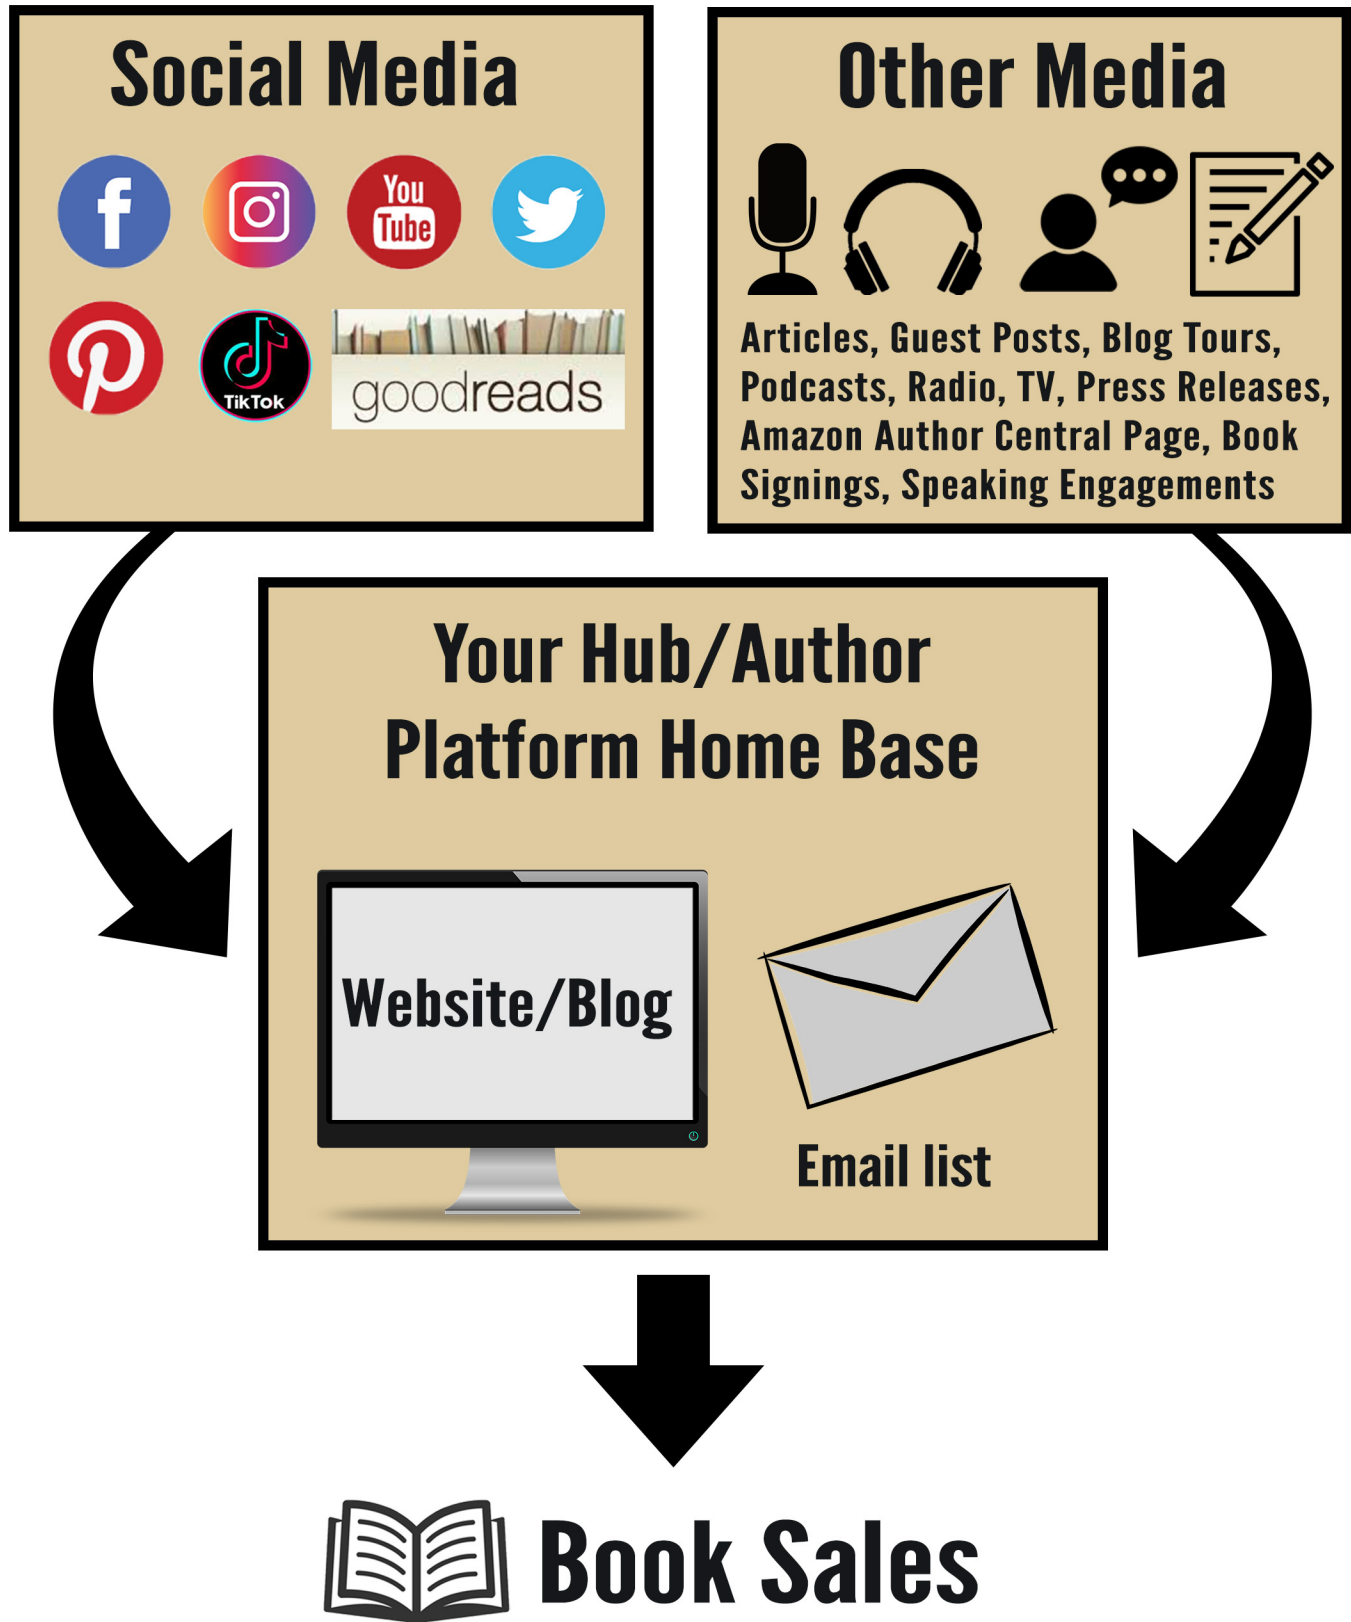 Social Media
f
You
Tube
TikTok
goodreads
Other Media
Articles, Guest Posts, Blog Tours,
Podcasts, Radio, TV, Press Releases,
Amazon Author Central Page, Book
Signings, Speaking Engagements
Your Hub/Author
Platform Home Base
Website/Blog
Email list
Book Sales